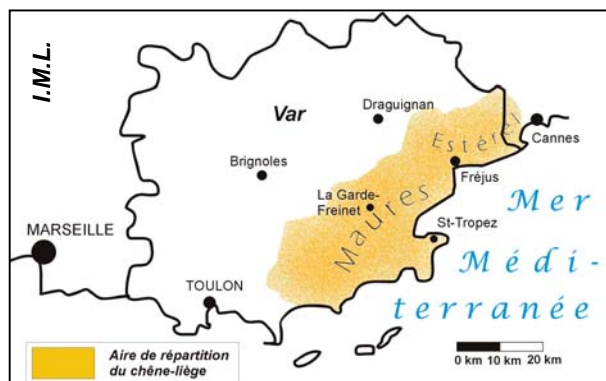 I.M.L.
Var
Draguignan
Cannes
Estérel
Brignoles
Fréjus
La Garde-
Freinet
Maures
St-Tropez
MARSEILLE
TOULON
Mer
Médi-
terranée
Aire de répartition
du chêne-liège
0 km 10 km 20 km